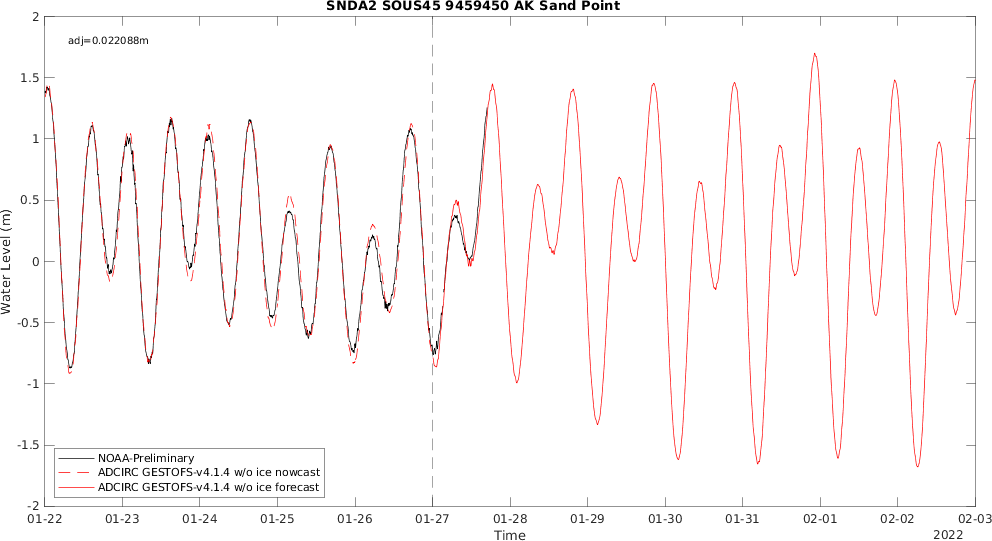 SNDA2 SOUS45 9459450 AK Sand Point
adj=0.022088m
Water Level (m)
2
1.5
1
0.5
0
-0.5
-1
-1.5
-2
NOAA-Preliminary
ADCIRC GESTOFS-v4.1.4 w/o ice nowcast
ADCIRC GESTOFS-v4.1.4 w/o ice forecast
01-22 01-23 01-24 01-25 01-26 01-27 01-28 01-29 01-30 01-31 02-01 02-02 02-03
Time
2022